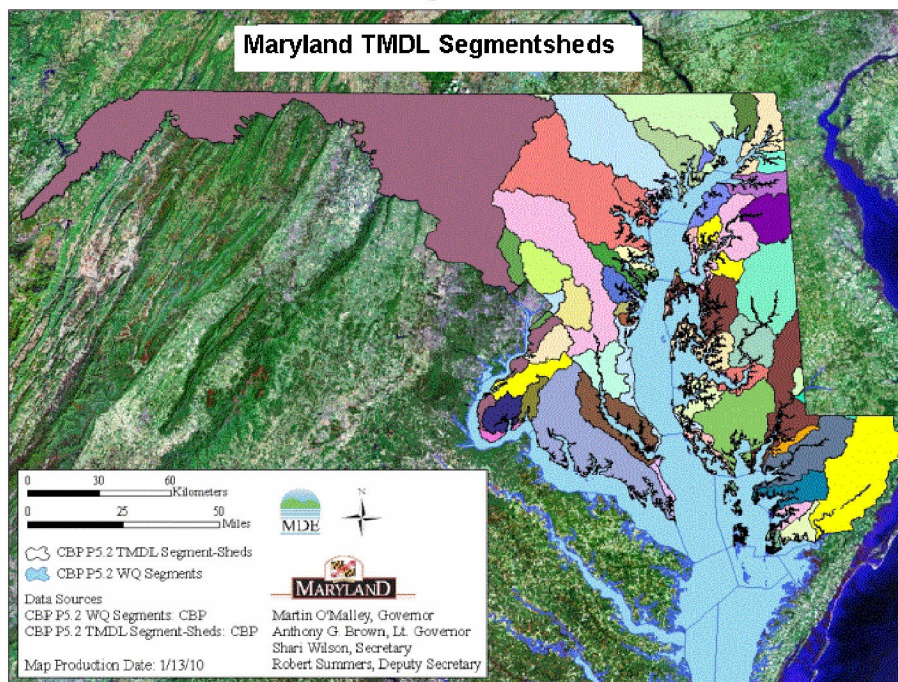 Maryland TMDL Segmentsheds
0 30 60
Kilometers
0 25 50
Miles
MDE
N
CBP P5.2 TMDL Segment-Sheds
CBP P5.2 WQ Segments
MARYLAND
Data Sources
CBP P5.2 WQ Segments: CBP
CBP P5.2 TMDL Segment-Sheds: CBP
Map Production Date: 1/13/10
Martin O'Malley, Governor
Anthony G. Brown, Lt. Governor
Shari Wilson, Secretary
Robert Summers, Deputy Secretary